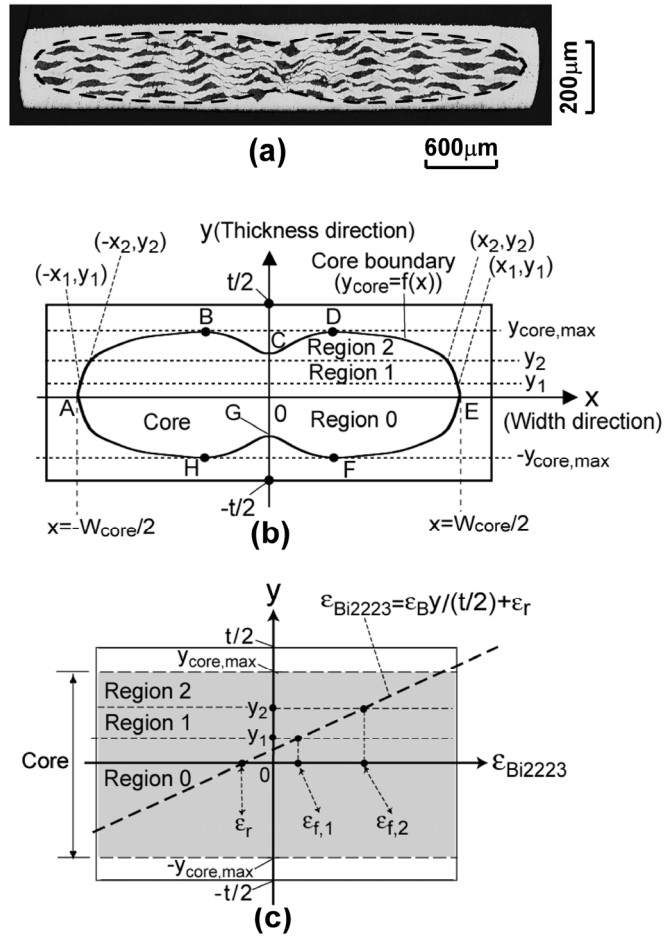 200μm
(a)
600μm
y(Thickness direction)
(-x2,y2)
(-x1,y1)
t/2
Core boundary
(ycore=f(x))
(x2,y2)
(x1,y1)
B
D
C
Region 2
Region 1
ycore,max
y2
y1
A
0
E
x
(Width direction)
Core
G
Region 0
H
F
-ycore,max
-t/2
x=-Wcore/2
(b)
x=Wcore/2
y
εBi2223=εBy/(t/2)+εr
t/2
ycore,max
Region 2
Region 1
y2
y1
Core
Region 0
0
εBi2223
εr
εf,1
εf,2
-ycore,max
-t/2
(c)